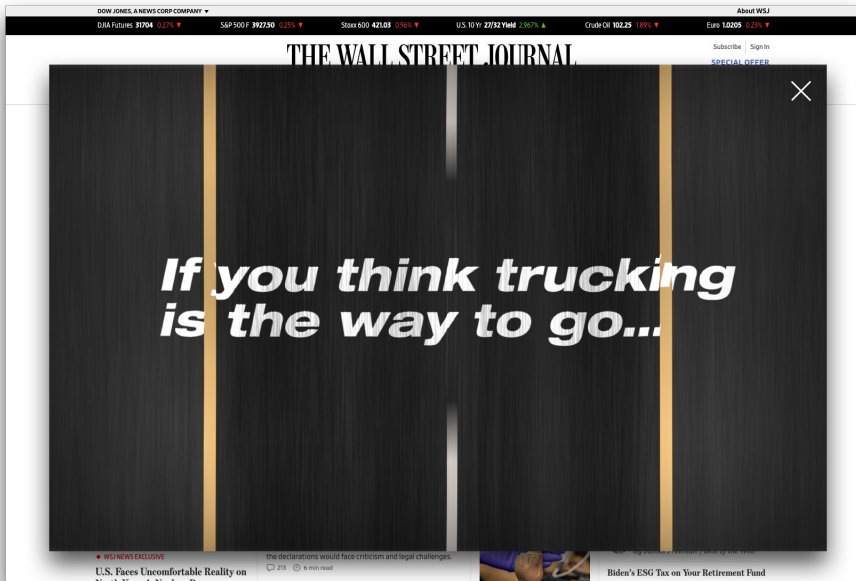 DOW JONES, A NEWS CORP COMPANY ▼
About WSJ
DJIA Futures 31704 0.27% ▼
S&P 500 F 3927.50 0.25% ▼
Stoxx 600 421.03 0.56% ▼
U.S. 10 Yr 27/32 Yield 2.967% ▲
Crude Oil 102.25 1.89% ▼
Euro 1.0205 0.23% ▼
THE WALL STREET JOURNAL
Subscribe Sign In
SPECIAL OFFER
If you think trucking
is the way to go...
WSJ NEWS EXCLUSIVE
U.S. Faces Uncomfortable Reality on
the declarations would face criticism and legal challenges.
213 6 min read
Biden's ESG Tax on Your Retirement Fund